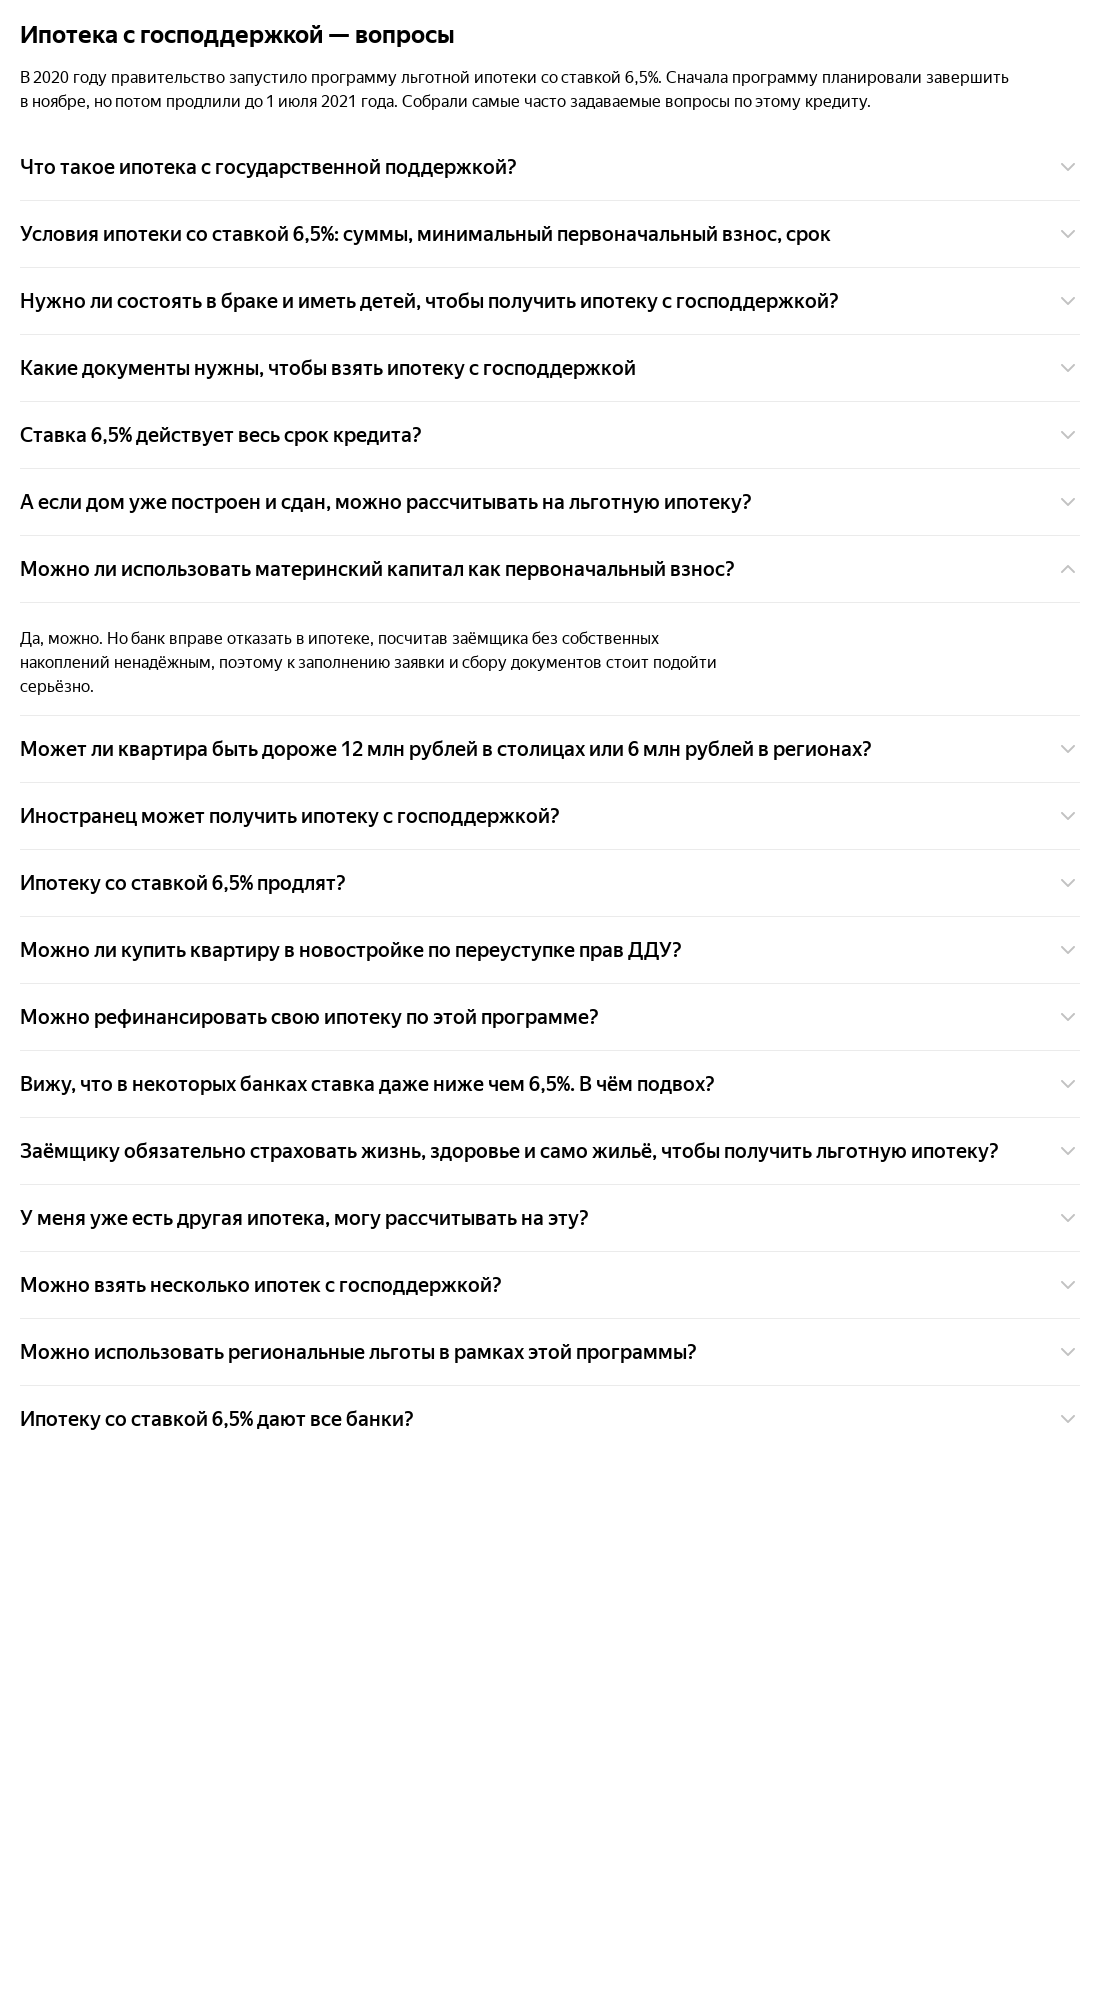 Ипотека с господдержкой — вопросы
В 2020 году правительство запустило программу льготной ипотеки со ставкой 6,5%. Сначала программу планировали завершить
в ноябре, но потом продлили до 1 июля 2021 года. Собрали самые часто задаваемые вопросы по этому кредиту.
Что такое ипотека с государственной поддержкой?
Условия ипотеки со ставкой 6,5%: суммы, минимальный первоначальный взнос, срок
Нужно ли состоять в браке и иметь детей, чтобы получить ипотеку с господдержкой?
Какие документы нужны, чтобы взять ипотеку с господдержкой
Ставка 6,5% действует весь срок кредита?
А если дом уже построен и сдан, можно рассчитывать на льготную ипотеку?
Можно ли использовать материнский капитал как первоначальный взнос?
Да, можно. Но банк вправе отказать в ипотеке, посчитав заёмщика без собственных
накоплений ненадёжным, поэтому к заполнению заявки и сбору документов стоит подойти
серьёзно.
Может ли квартира быть дороже 12 млн рублей в столицах или 6 млн рублей в регионах?
Иностранец может получить ипотеку с господдержкой?
Ипотеку со ставкой 6,5% продлят?
Можно ли купить квартиру в новостройке по переуступке прав ДДУ?
Можно рефинансировать свою ипотеку по этой программе?
Вижу, что в некоторых банках ставка даже ниже чем 6,5%. В чём подвох?
Заёмщику обязательно страховать жизнь, здоровье и само жильё, чтобы получить льготную ипотеку?
У меня уже есть другая ипотека, могу рассчитывать на эту?
Можно взять несколько ипотек с господдержкой?
Можно использовать региональные льготы в рамках этой программы?
Ипотеку со ставкой 6,5% дают все банки?